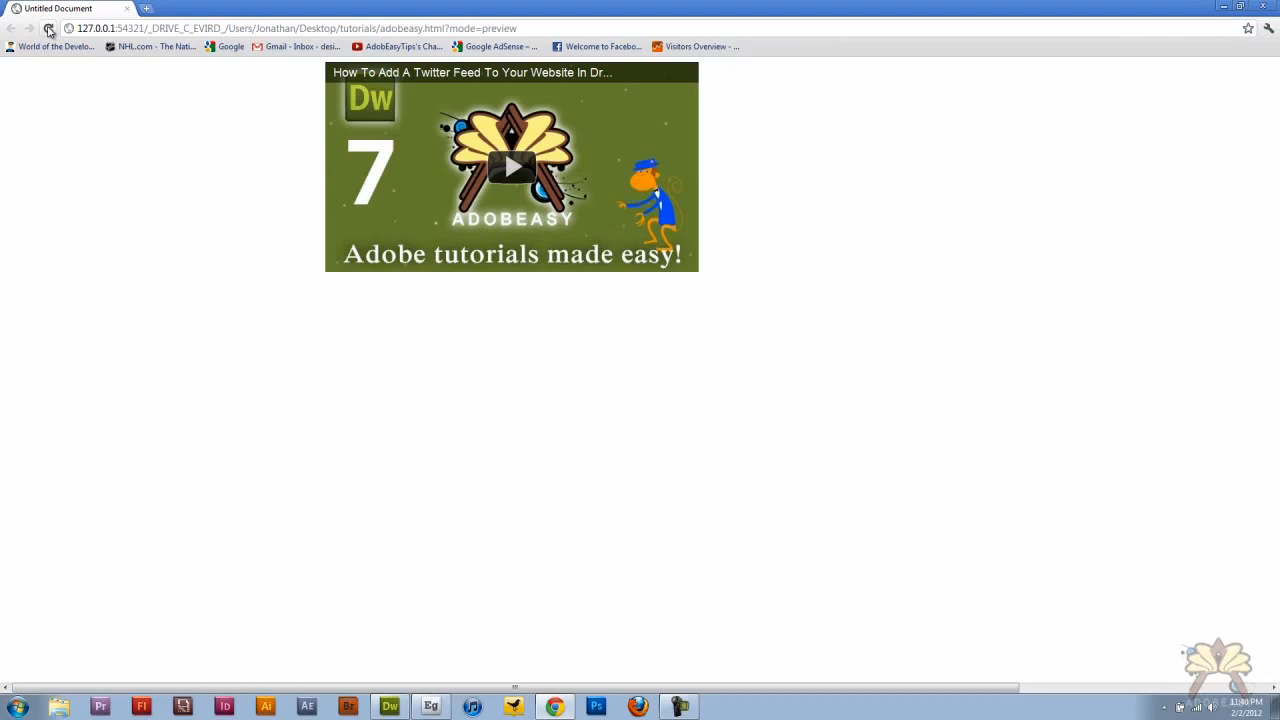 Untitled Document
127.0.0.1:54321/_DRIVE_C_EVIRD_/Users/Jonathan/Desktop/tutorials/adobeasy.html?mode=preview
World of the Develo... NHL.com - The Nati... Google Gmail - Inbox - desi... AdobEasyTips's Cha... Google AdSense – ... Welcome to Facebo... Visitors Overview - ...
How To Add A Twitter Feed To Your Website In Dr...
Dw
7
ADOBEASY
Adobe tutorials made easy!
Pr Fl Id Ai Ae Br Dw Eg Ps
11:40 PM
2/2/2012
ADOBEASY